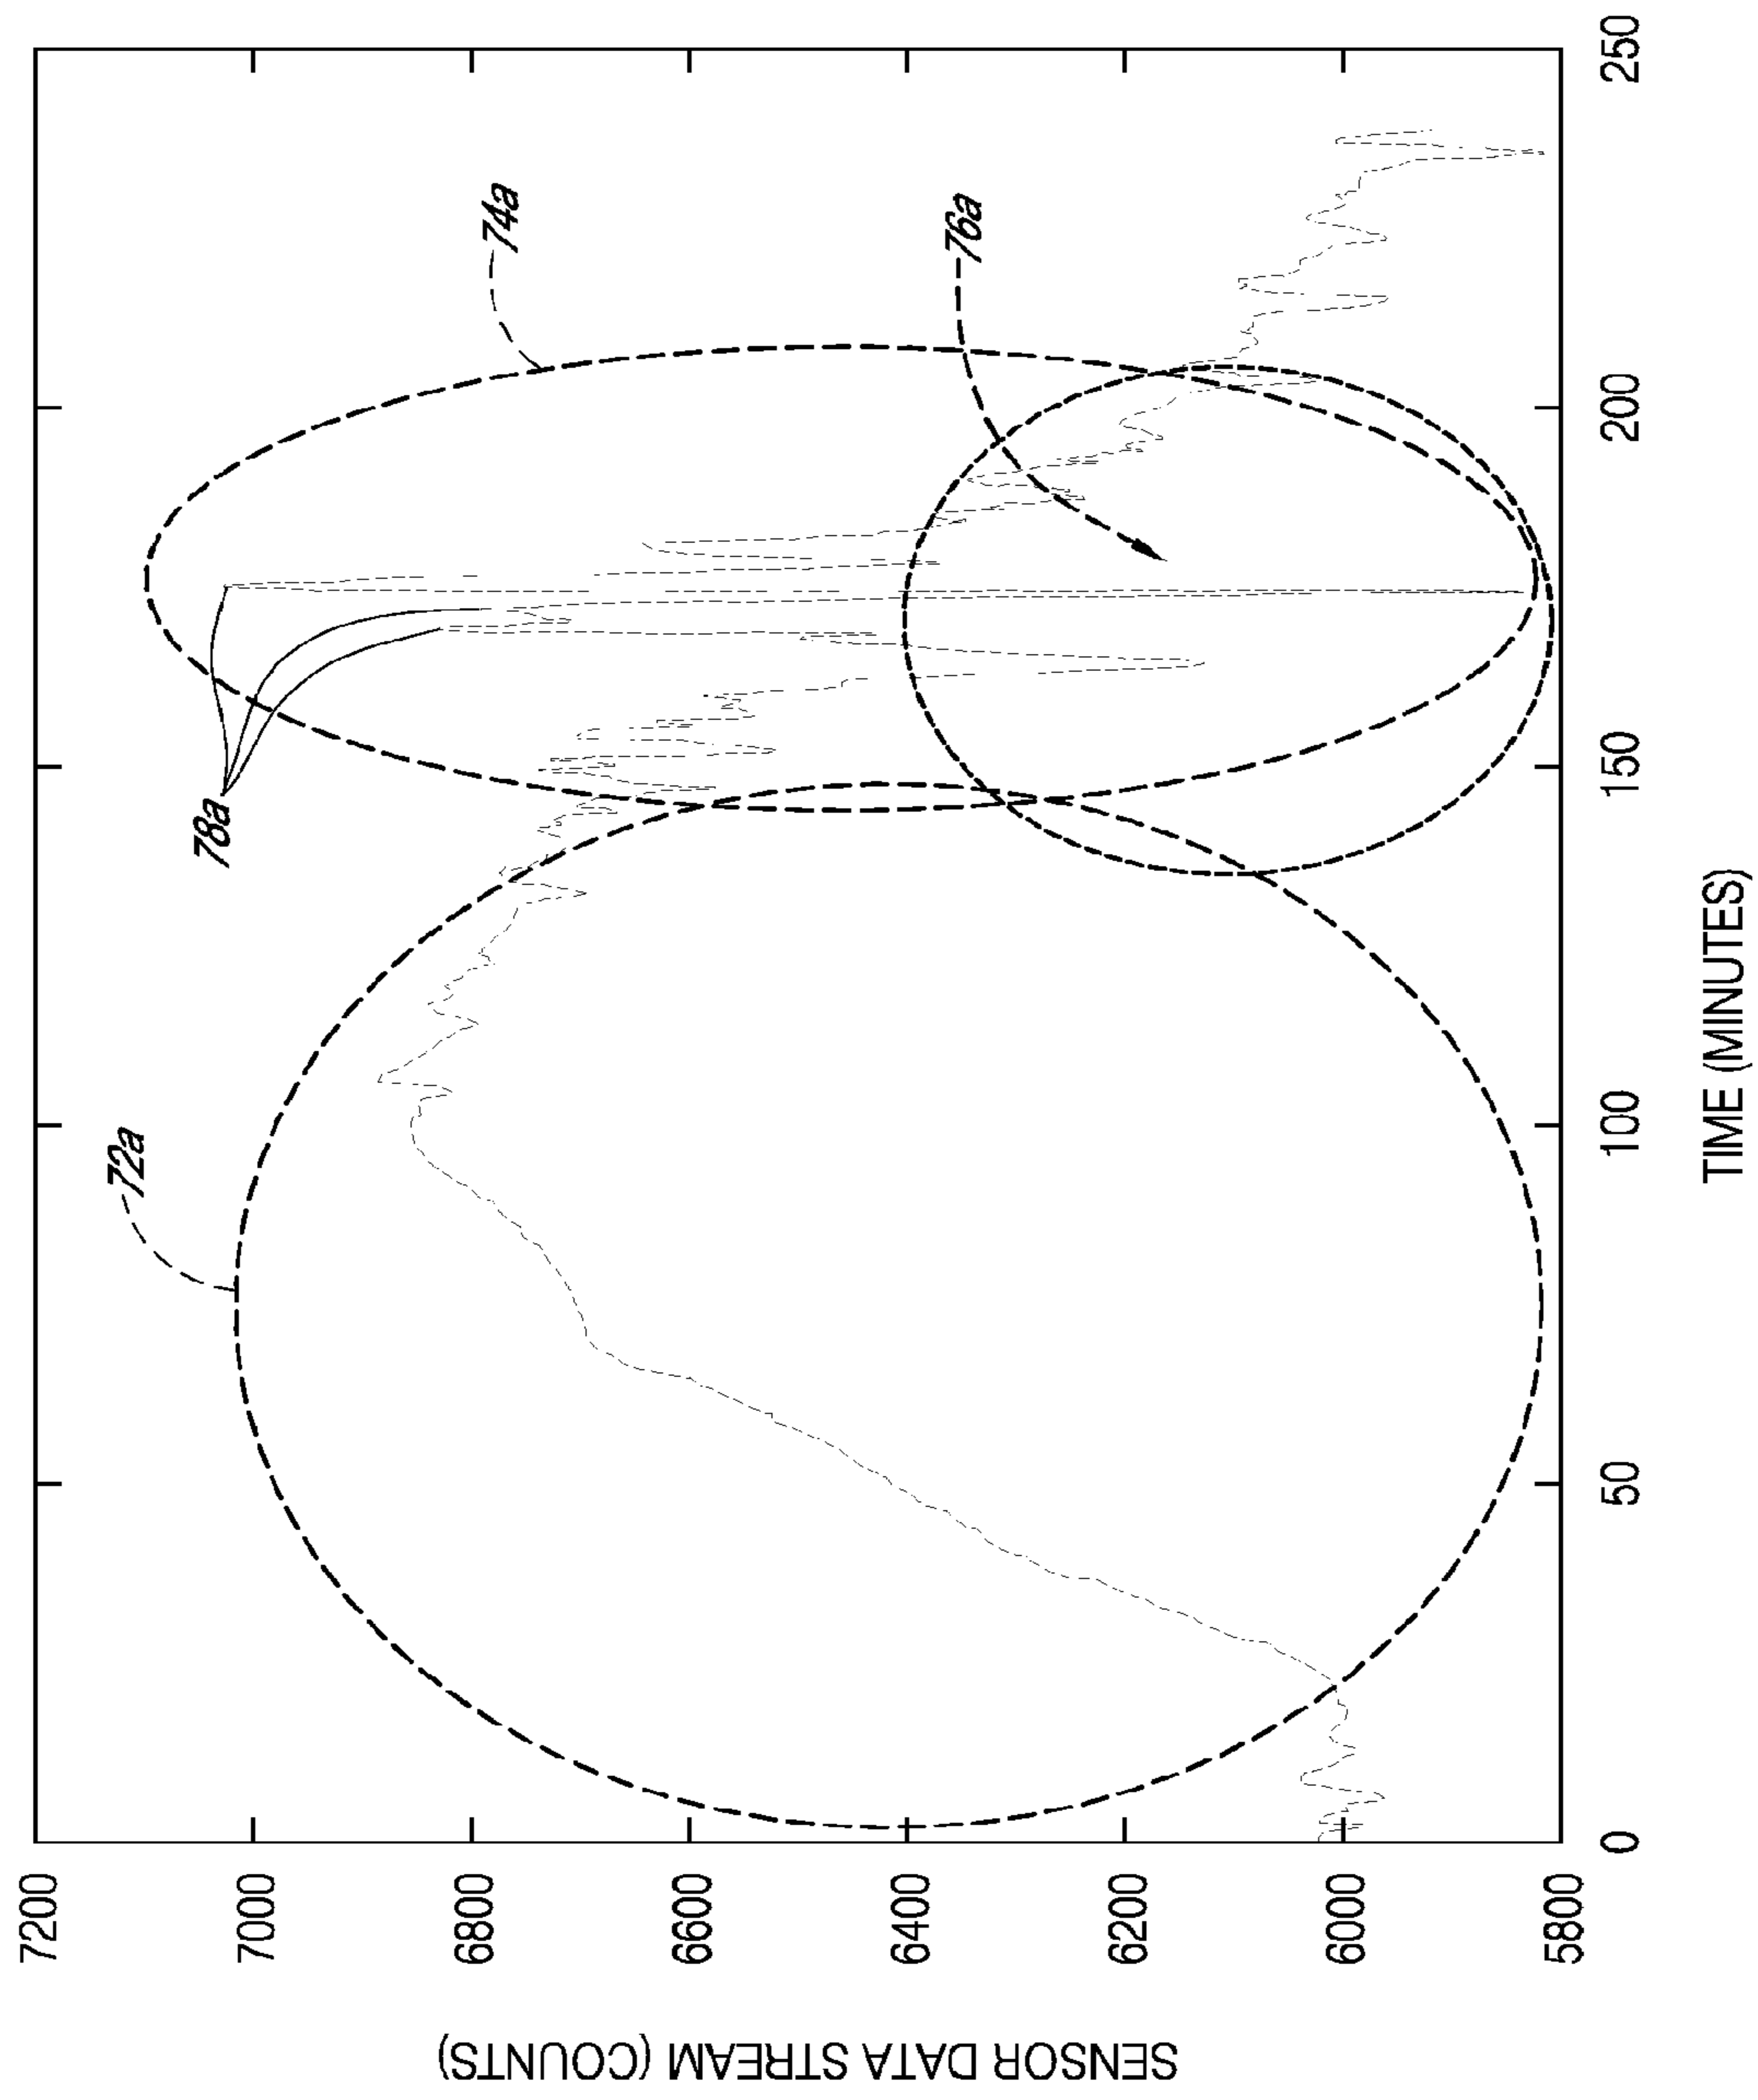 SENSOR DATA STREAM (COUNTS)
7200
7000
6800
6600
6400
6200
6000
5800
72a
78a
74a
76a
0
50
100
150
200
250
TIME (MINUTES)